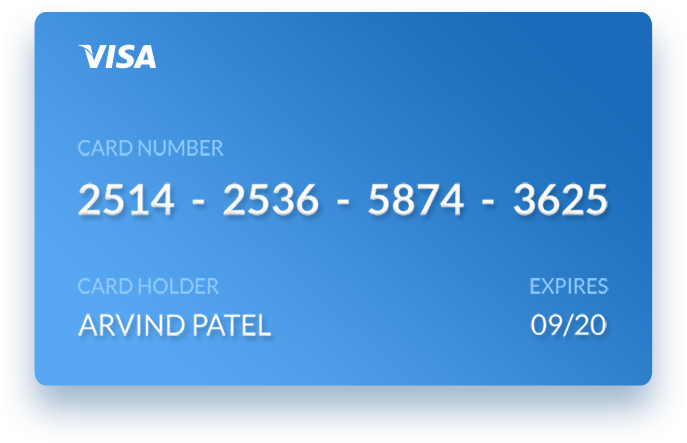 VISA
CARD NUMBER
2514 - 2536 - 5874 - 3625
CARD HOLDER EXPIRES
ARVIND PATEL 09/20